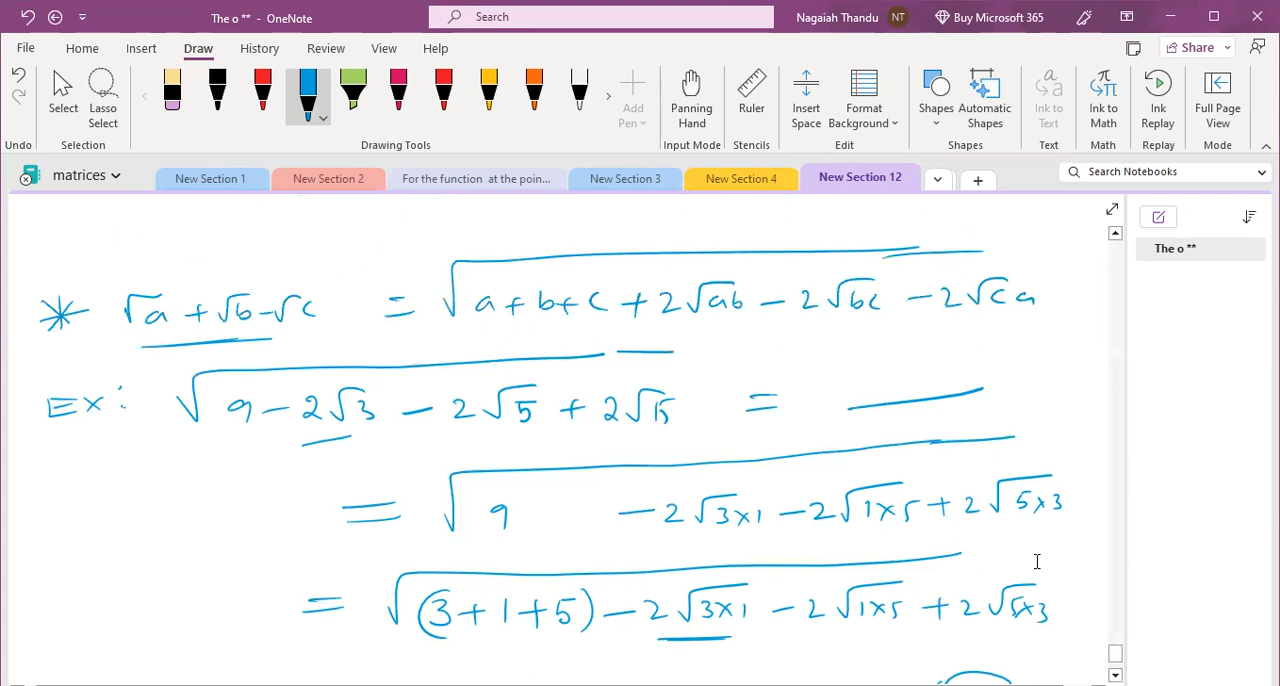 The o ** - OneNote
Search
Nagaiah Thandu NT
Buy Microsoft 365
File Home Insert Draw History Review View Help
Share
Select
Lasso Select
Add Pen
Panning Hand
Ruler
Insert Space
Format Background
Shapes
Automatic Shapes
Ink to Text
Ink to Math
Ink Replay
Full Page View
Undo Selection Drawing Tools Input Mode Stencils Edit Shapes Text Math Replay Mode
matrices New Section 1 New Section 2 For the function at the poin... New Section 3 New Section 4 New Section 12 + Search Notebooks
The o **
* √a + √b - √c = √(a+b+c + 2√ab - 2√bc - 2√ca)
Ex: √(9 - 2√3 - 2√5 + 2√15) = ___
= √(9 - 2√3×1 - 2√1×5 + 2√5×3)
= √((3+1+5) - 2√3×1 - 2√1×5 + 2√5×3)